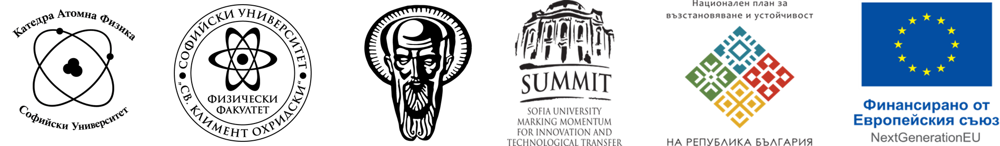 Катедра Атомна Физика
Софийски Университет
СОФИЙСКИ УНИВЕРСИТЕТ
„СВ. КЛИМЕНТ ОХРИДСКИ“
ФИЗИЧЕСКИ
ФАКУЛТЕТ
SUMMIT
SOFIA UNIVERSITY
MARKING MOMENTUM
FOR INNOVATION AND
TECHNOLOGICAL TRANSFER
Национален план за
възстановяване и устойчивост
НА РЕПУБЛИКА БЪЛГАРИЯ
Финансирано от
Европейския съюз
NextGenerationEU